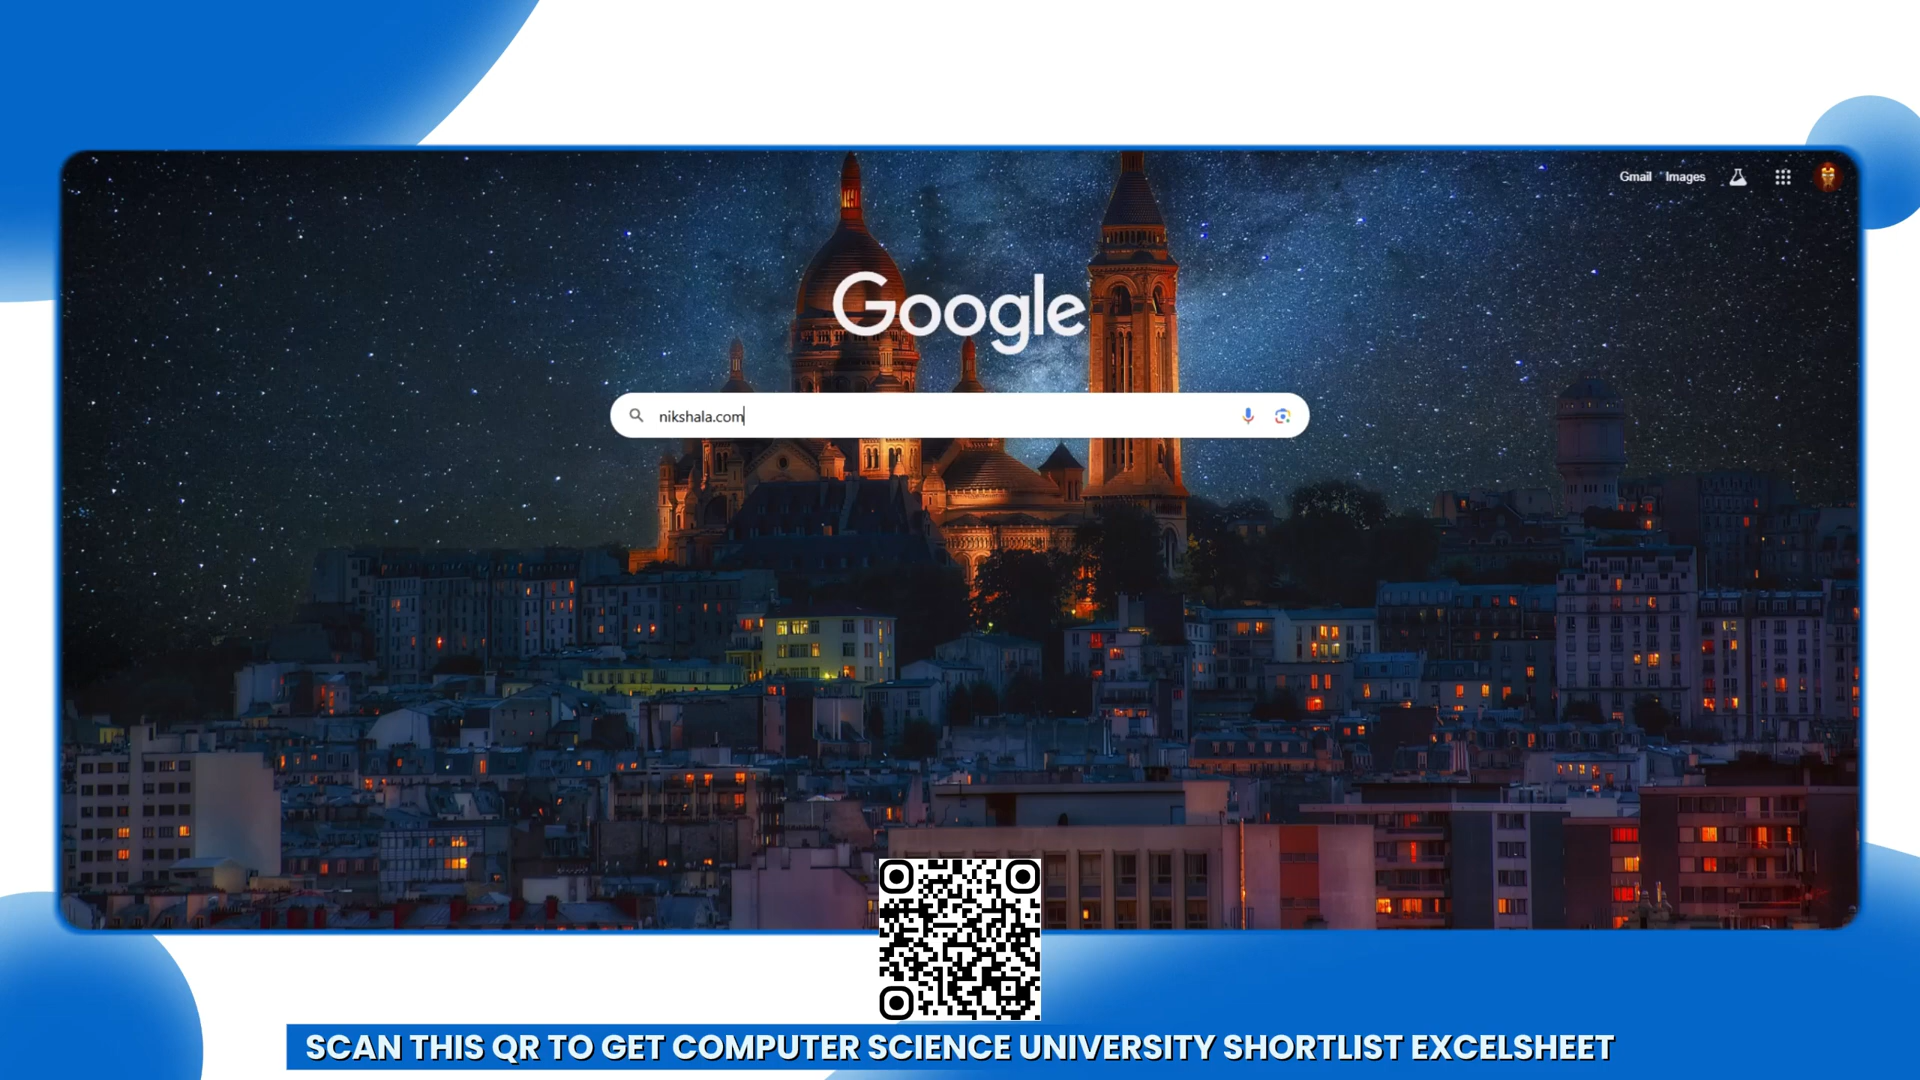 Gmail Images
Google
nikshala.com
SCAN THIS QR TO GET COMPUTER SCIENCE UNIVERSITY SHORTLIST EXCELSHEET